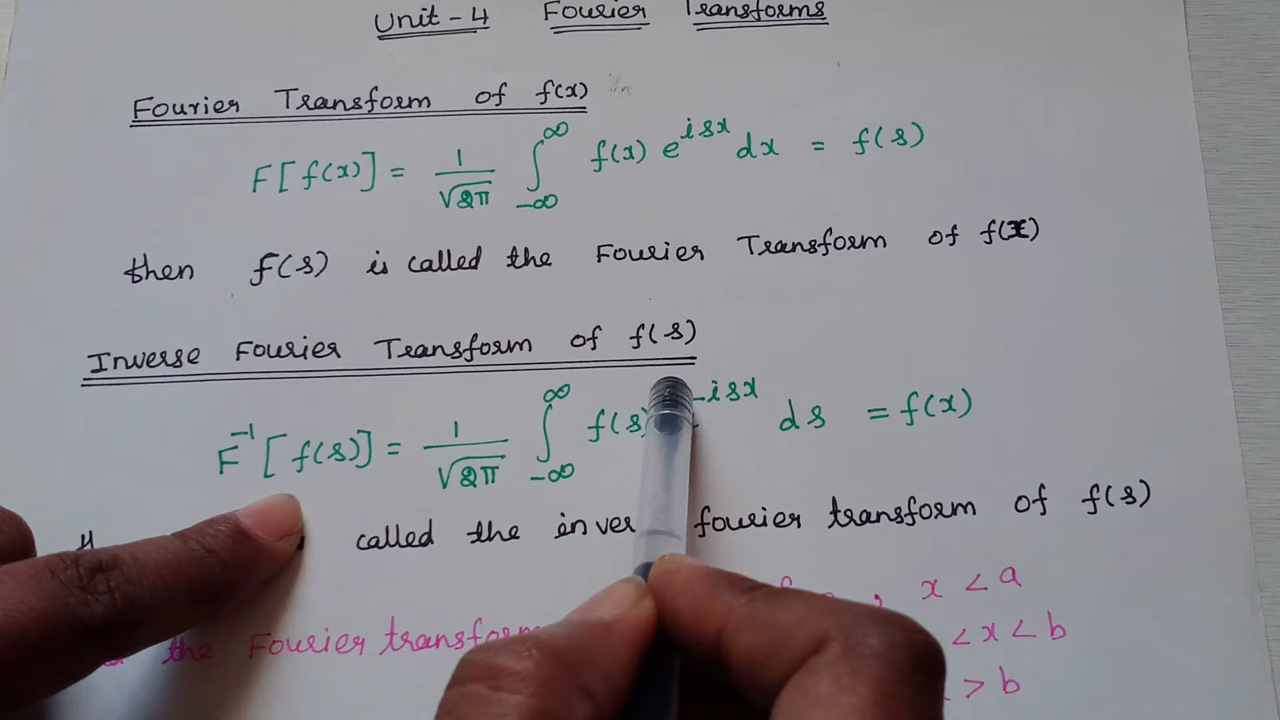 Unit - 4 Fourier Transforms
Fourier Transform of f(x)
F[f(x)] = 1/√2π ∫_{-∞}^{∞} f(x) e^{isx} dx = f(s)
then f(s) is called the Fourier Transform of f(x)
Inverse Fourier Transform of f(s)
F^{-1}[f(s)] = 1/√2π ∫_{-∞}^{∞} f(s) ^{-isx} ds = f(x)
called the fourier transform of f(s)
the Fourier transform , x < a
< x < b
> b